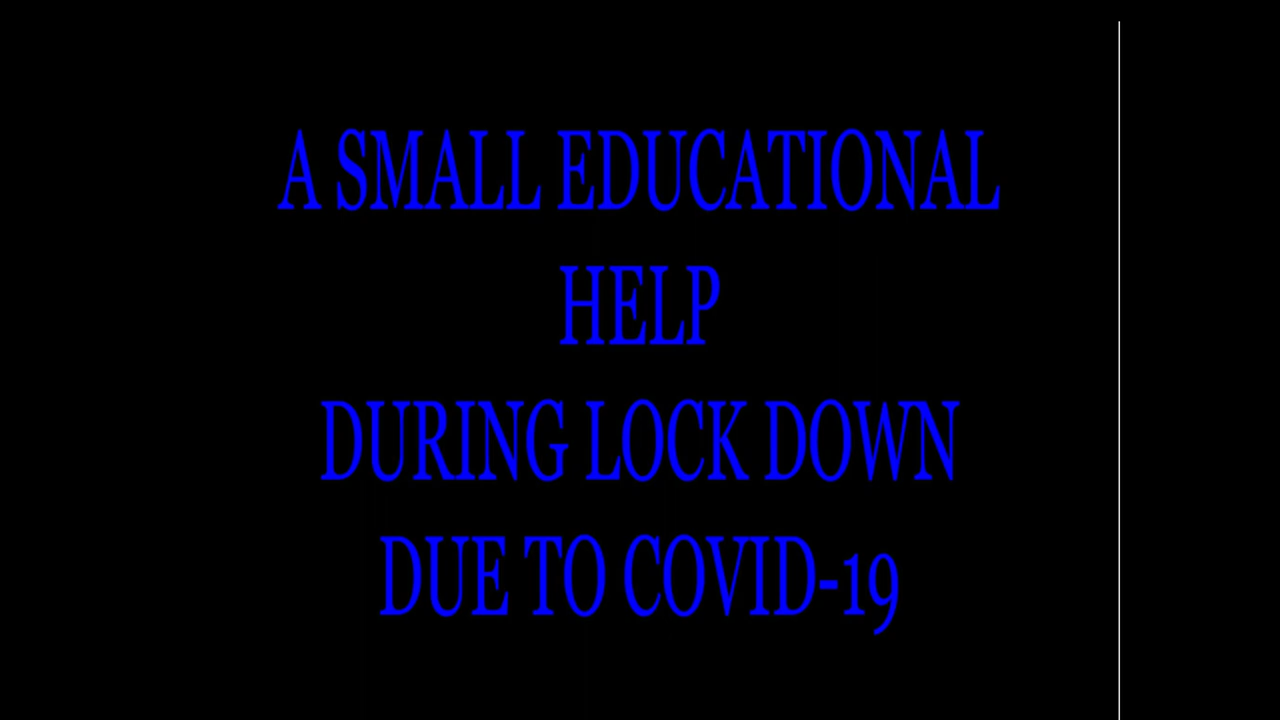 A SMALL EDUCATIONAL
HELP
DURING LOCK DOWN
DUE TO COVID-19